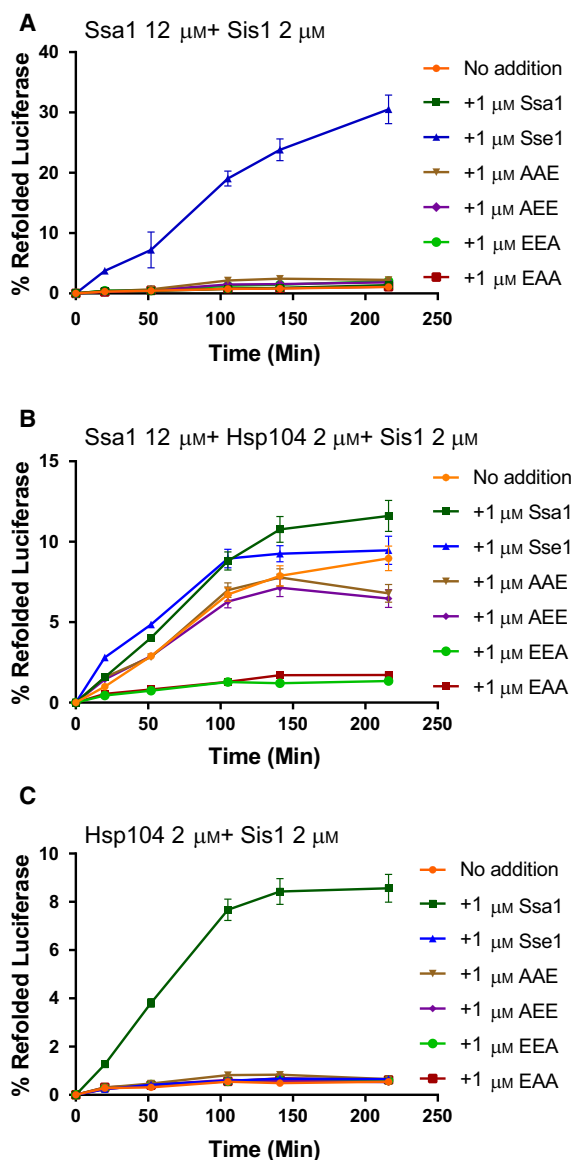 A
Ssa1 12 μM+ Sis1 2 μM
% Refolded Luciferase
40
30
20
10
0
0
50
100
150
200
250
Time (Min)
No addition
+1 μM Ssa1
+1 μM Sse1
+1 μM AAE
+1 μM AEE
+1 μM EEA
+1 μM EAA
B
Ssa1 12 μM+ Hsp104 2 μM+ Sis1 2 μM
% Refolded Luciferase
15
10
5
0
0
50
100
150
200
250
Time (Min)
No addition
+1 μM Ssa1
+1 μM Sse1
+1 μM AAE
+1 μM AEE
+1 μM EEA
+1 μM EAA
C
Hsp104 2 μM+ Sis1 2 μM
% Refolded Luciferase
10
8
6
4
2
0
0
50
100
150
200
250
Time (Min)
No addition
+1 μM Ssa1
+1 μM Sse1
+1 μM AAE
+1 μM AEE
+1 μM EEA
+1 μM EAA